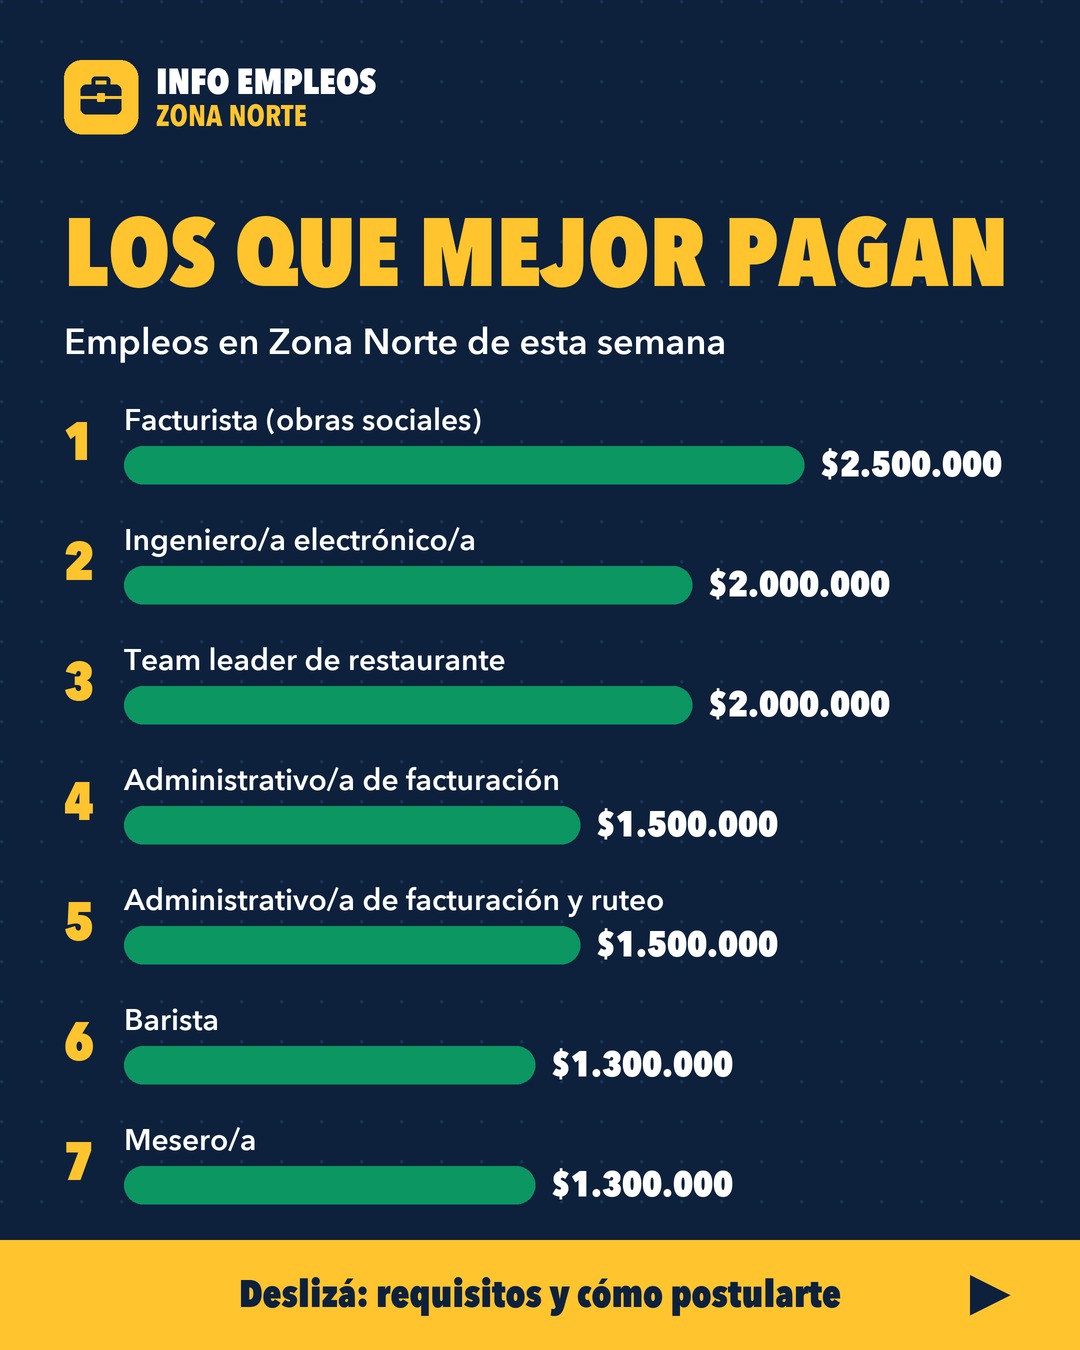 INFO EMPLEOS
ZONA NORTE
LOS QUE MEJOR PAGAN
Empleos en Zona Norte de esta semana
1
Facturista (obras sociales)
$2.500.000
2
Ingeniero/a electrónico/a
$2.000.000
3
Team leader de restaurante
$2.000.000
4
Administrativo/a de facturación
$1.500.000
5
Administrativo/a de facturación y ruteo
$1.500.000
6
Barista
$1.300.000
7
Mesero/a
$1.300.000
Deslizá: requisitos y cómo postularte